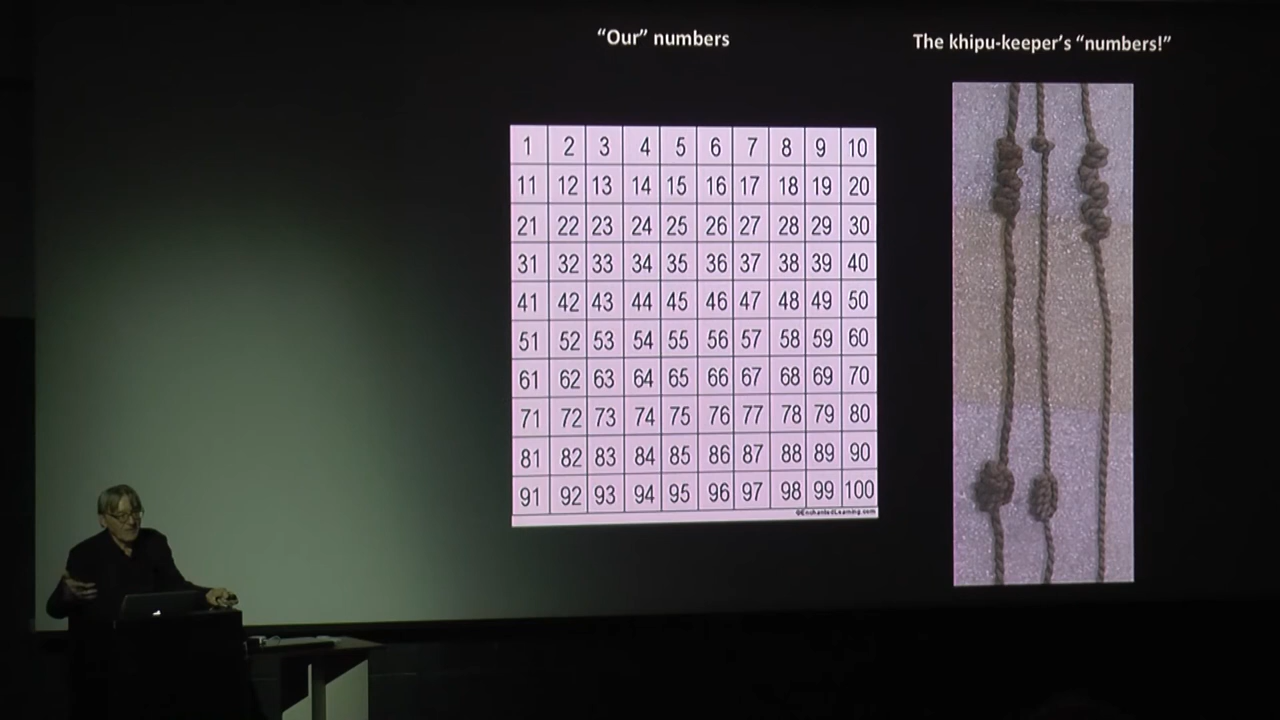 “Our” numbers
The khipu-keeper’s “numbers!”
1 2 3 4 5 6 7 8 9 10
11 12 13 14 15 16 17 18 19 20
21 22 23 24 25 26 27 28 29 30
31 32 33 34 35 36 37 38 39 40
41 42 43 44 45 46 47 48 49 50
51 52 53 54 55 56 57 58 59 60
61 62 63 64 65 66 67 68 69 70
71 72 73 74 75 76 77 78 79 80
81 82 83 84 85 86 87 88 89 90
91 92 93 94 95 96 97 98 99 100
©EnchantedLearning.com